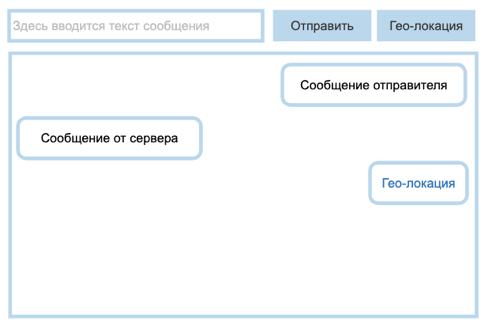 Здесь вводится текст сообщения
Отправить
Гео-локация
Сообщение отправителя
Сообщение от сервера
Гео-локация